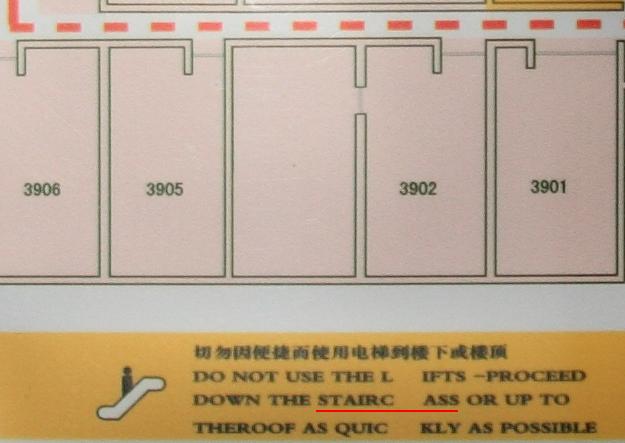 3906 3905 3902 3901
切勿因便捷而使用电梯到楼下或楼顶
DO NOT USE THE L IFTS -PROCEED
DOWN THE STAIRC ASS OR UP TO
THEROOF AS QUIC KLY AS POSSIBLE